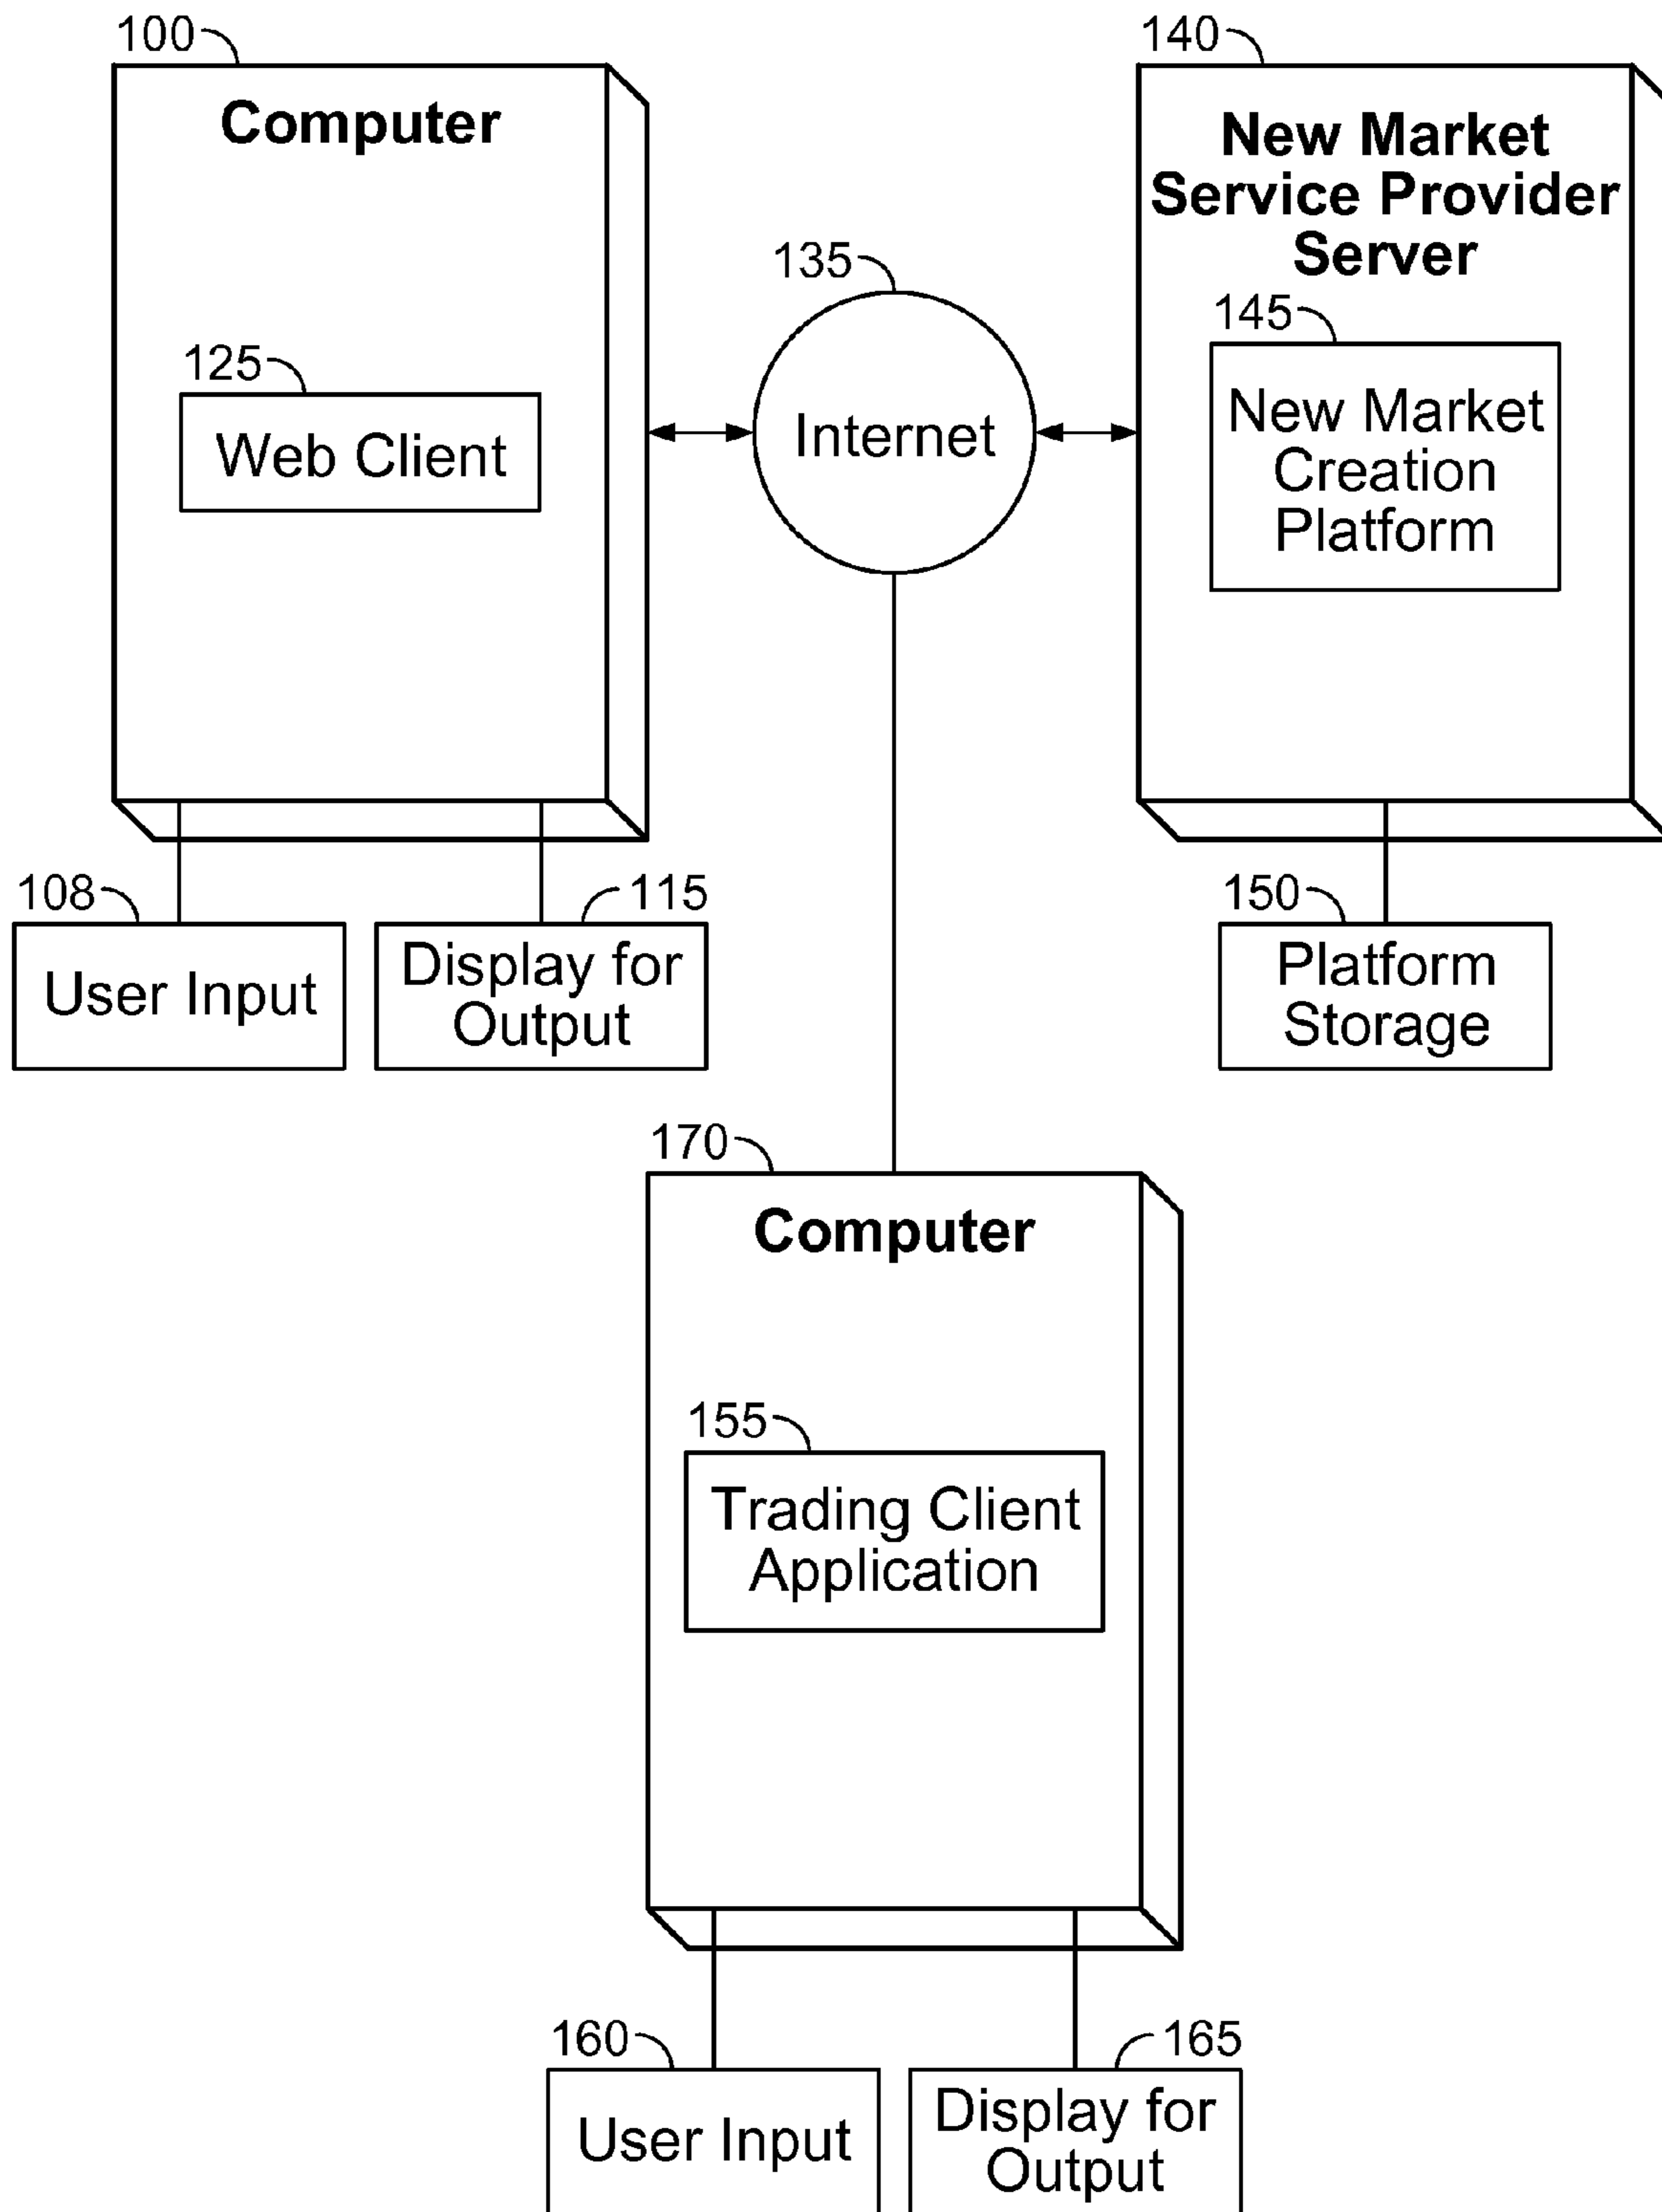 100
Computer
125
Web Client
108
User Input
115
Display for
Output
135
Internet
140
New Market
Service Provider
Server
145
New Market
Creation
Platform
150
Platform
Storage
170
Computer
155
Trading Client
Application
160
User Input
165
Display for
Output